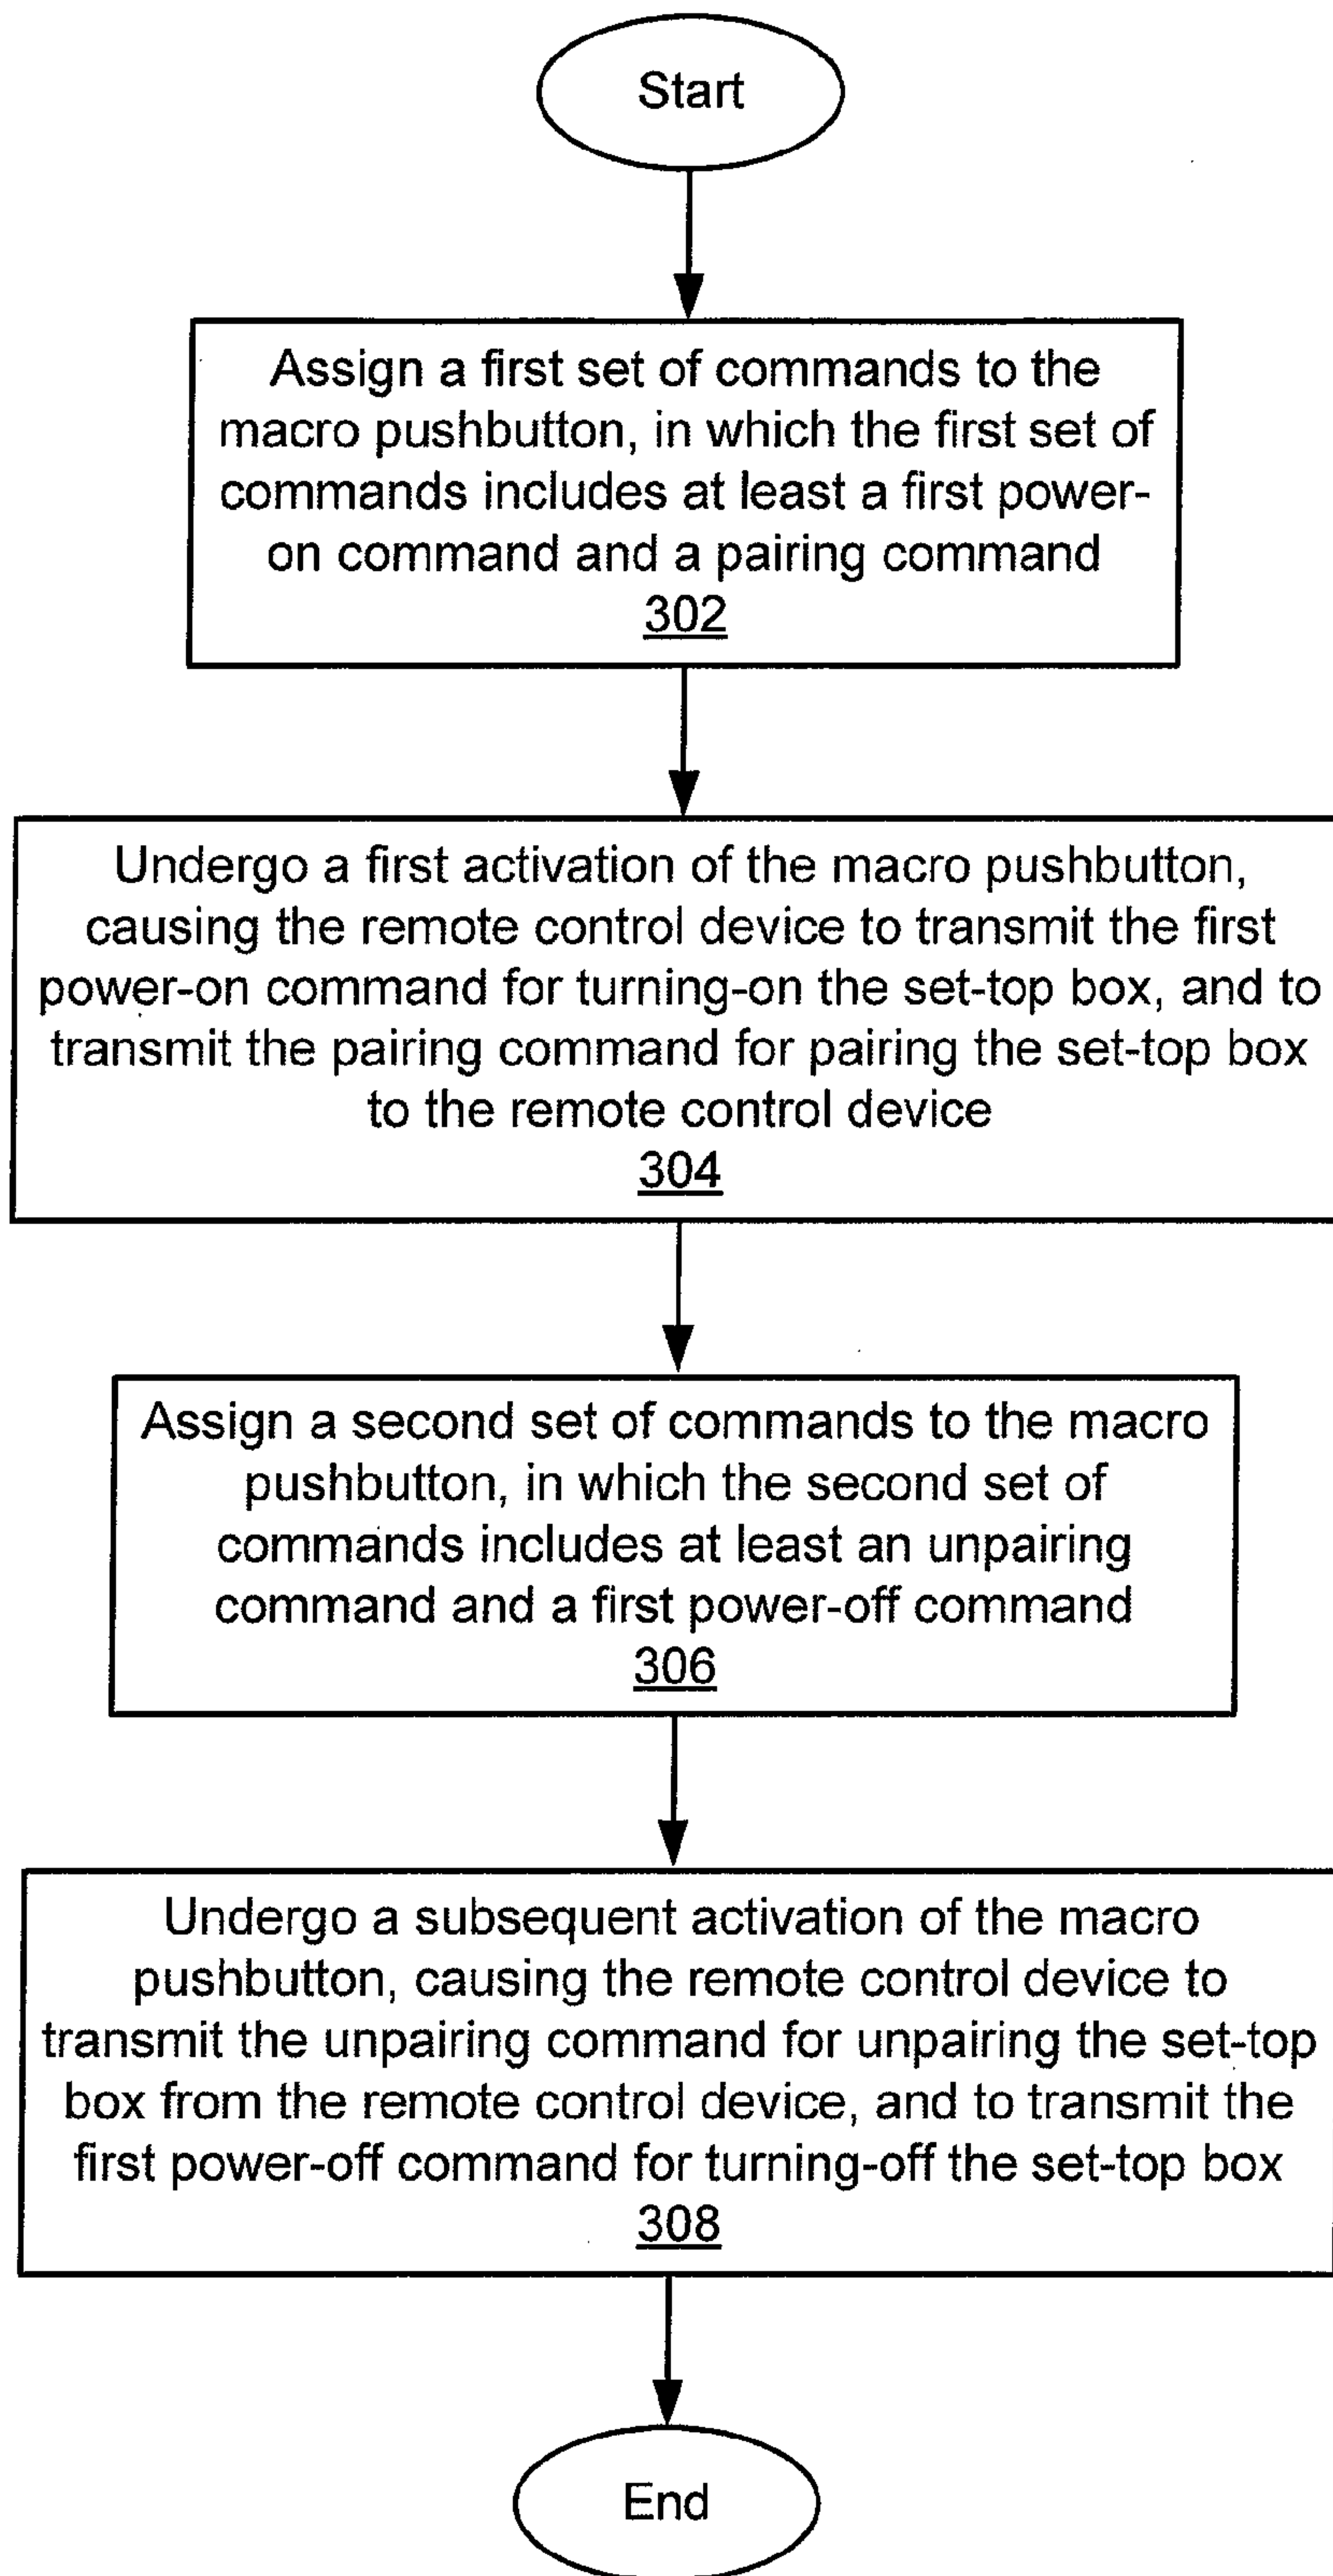 Start
Assign a first set of commands to the
macro pushbutton, in which the first set of
commands includes at least a first power-
on command and a pairing command
302
Undergo a first activation of the macro pushbutton,
causing the remote control device to transmit the first
power-on command for turning-on the set-top box, and to
transmit the pairing command for pairing the set-top box
to the remote control device
304
Assign a second set of commands to the macro
pushbutton, in which the second set of
commands includes at least an unpairing
command and a first power-off command
306
Undergo a subsequent activation of the macro
pushbutton, causing the remote control device to
transmit the unpairing command for unpairing the set-top
box from the remote control device, and to transmit the
first power-off command for turning-off the set-top box
308
End